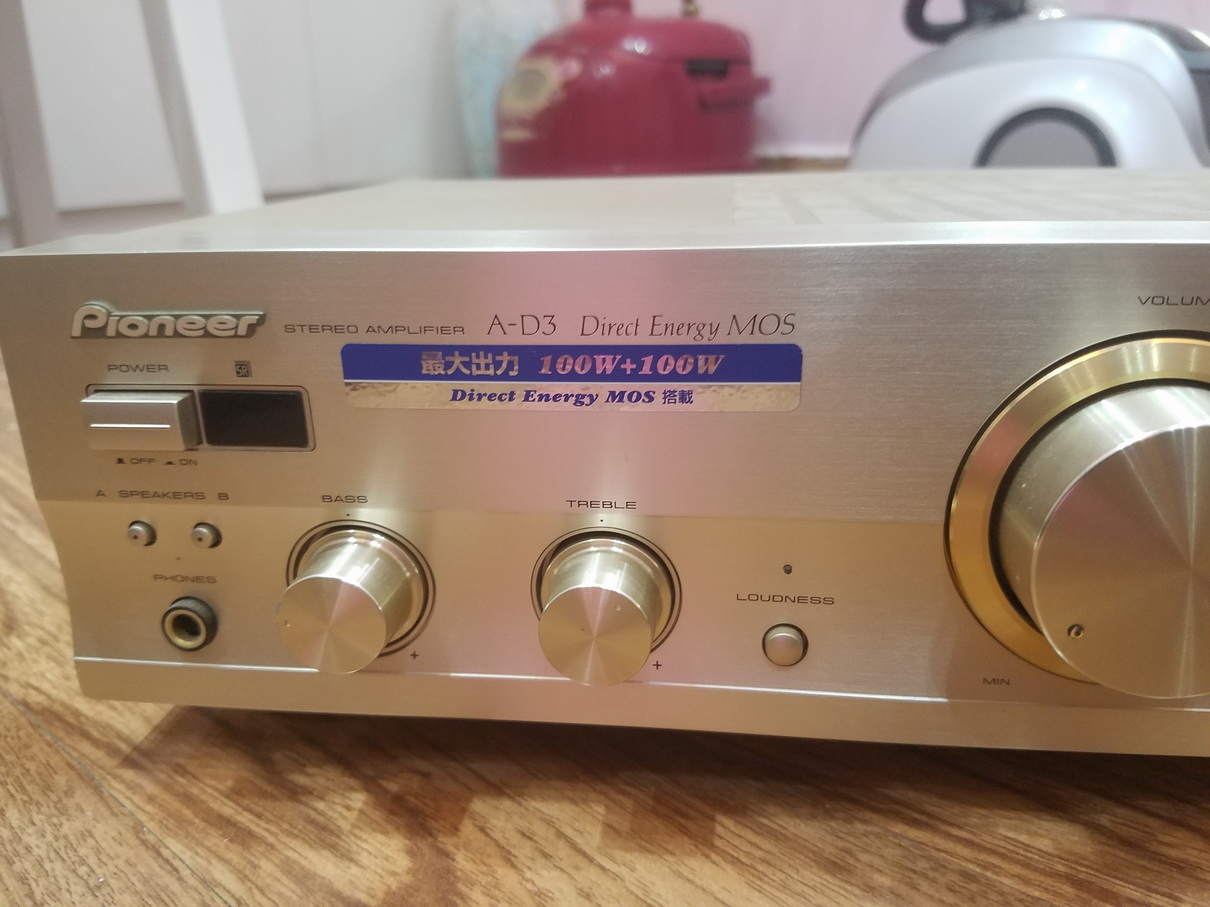 Pioneer STEREO AMPLIFIER A-D3 Direct Energy MOS
最大出力 100W+100W
Direct Energy MOS 搭載
POWER SR
OFF ON
A SPEAKERS B
PHONES
BASS
+
TREBLE
+
LOUDNESS
MIN